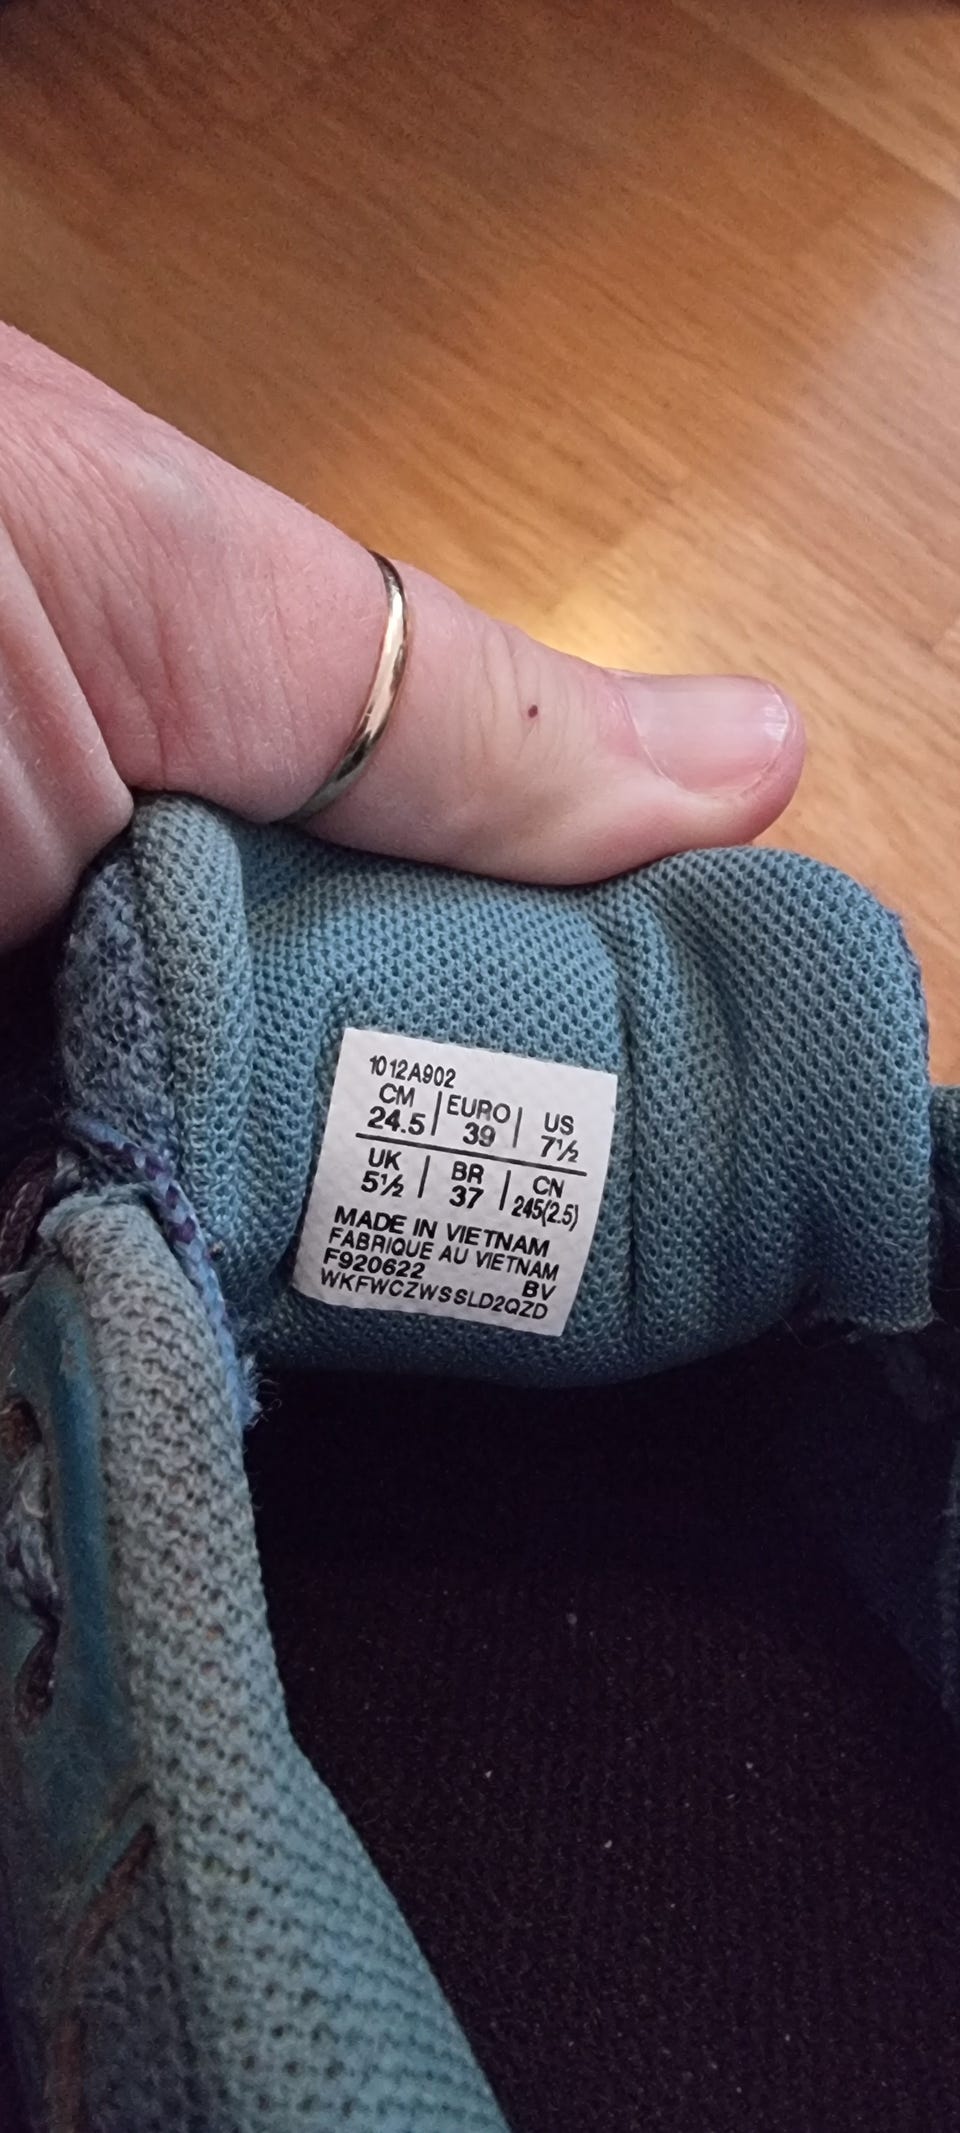 1012A902
CM | EURO | US
24.5 | 39 | 7½
UK | BR | CN
5½ | 37 | 245(2.5)
MADE IN VIETNAM
FABRIQUE AU VIETNAM
F920622 BV
WKFWCZWSSLD2QZD